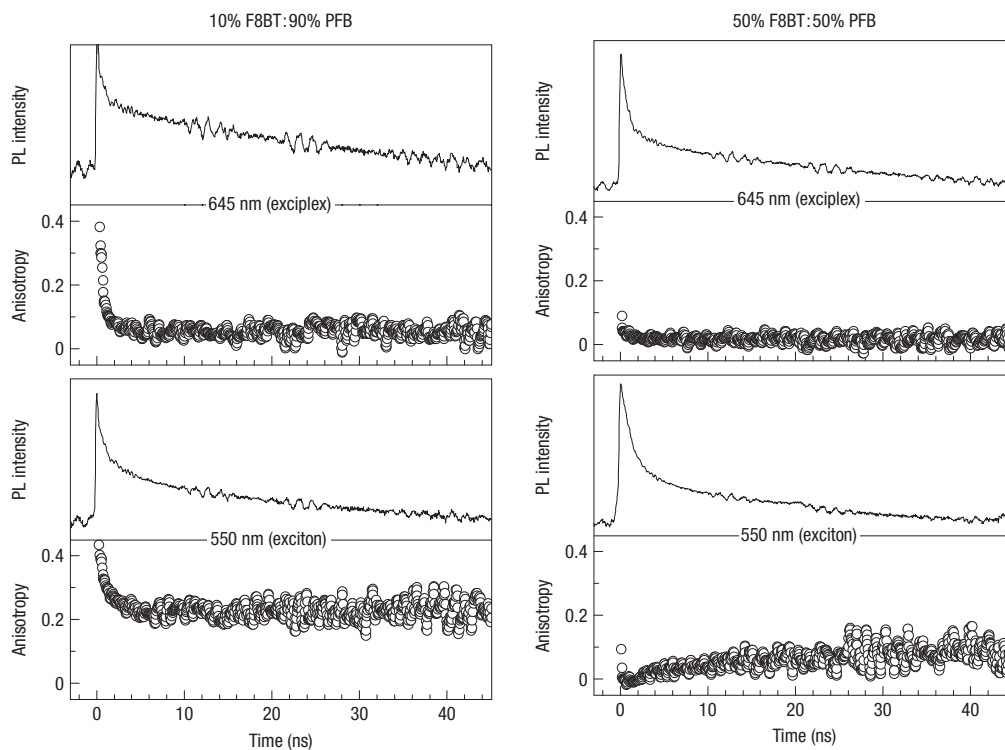 10% F8BT:90% PFB
PL intensity
645 nm (exciplex)
0.4
0.2
0
Anisotropy
PL intensity
550 nm (exciton)
0.4
0.2
0
Anisotropy
0 10 20 30 40
Time (ns)
50% F8BT:50% PFB
PL intensity
645 nm (exciplex)
0.4
0.2
0
Anisotropy
PL intensity
550 nm (exciton)
0.4
0.2
0
Anisotropy
0 10 20 30 40
Time (ns)